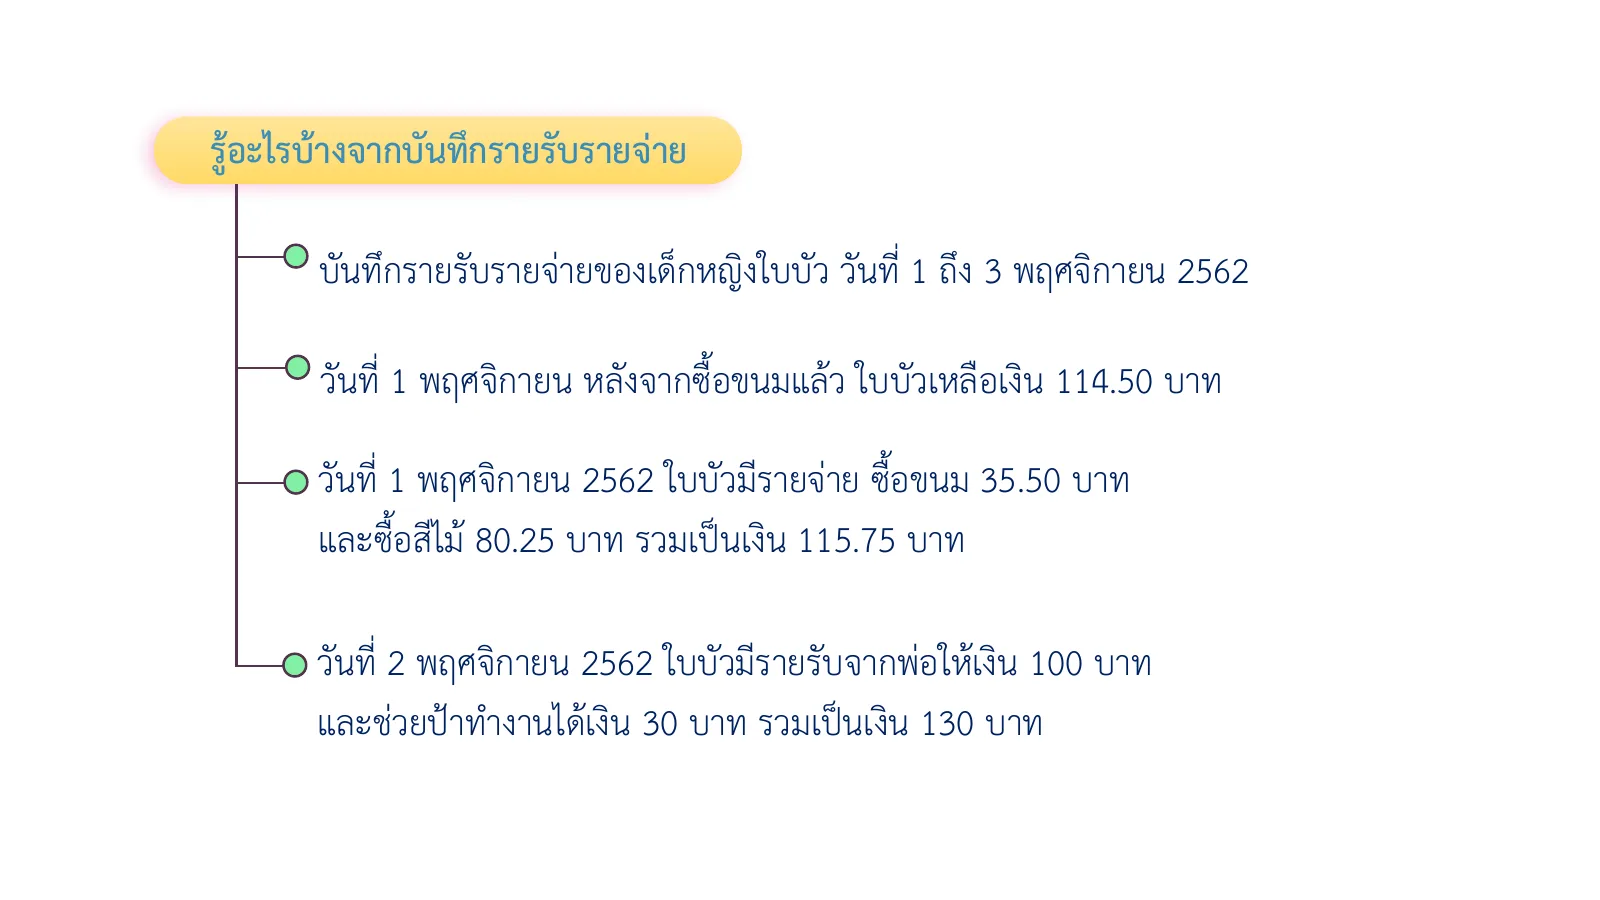 รู้อะไรบ้างจากบันทึกรายรับรายจ่าย
บันทึกรายรับรายจ่ายของเด็กหญิงใบบัว วันที่ 1 ถึง 3 พฤศจิกายน 2562
วันที่ 1 พฤศจิกายน หลังจากซื้อขนมแล้ว ใบบัวเหลือเงิน 114.50 บาท
วันที่ 1 พฤศจิกายน 2562 ใบบัวมีรายจ่าย ซื้อขนม 35.50 บาท
และซื้อสีไม้ 80.25 บาท รวมเป็นเงิน 115.75 บาท
วันที่ 2 พฤศจิกายน 2562 ใบบัวมีรายรับจากพ่อให้เงิน 100 บาท
และช่วยป้าทำงานได้เงิน 30 บาท รวมเป็นเงิน 130 บาท